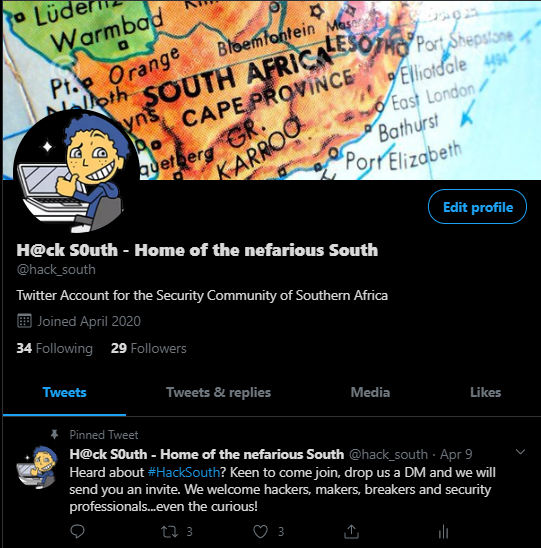 Lüderi
Warmbad
Bloemfontein
LESOTHO
Port Shepstone
Orange
Elliotdale
4494
Pt.
Nolloth
SOUTH AFRICA
CAPE PROVINCE
East London
GR.
KARROO
Bathurst
Port Elizabeth
Edit profile
H@ck S0uth - Home of the nefarious South
@hack_south
Twitter Account for the Security Community of Southern Africa
Joined April 2020
34 Following 29 Followers
Tweets Tweets & replies Media Likes
Pinned Tweet
H@ck S0uth - Home of the nefarious South @hack_south · Apr 9
Heard about #HackSouth? Keen to come join, drop us a DM and we will
send you an invite. We welcome hackers, makers, breakers and security
professionals...even the curious!
3 3